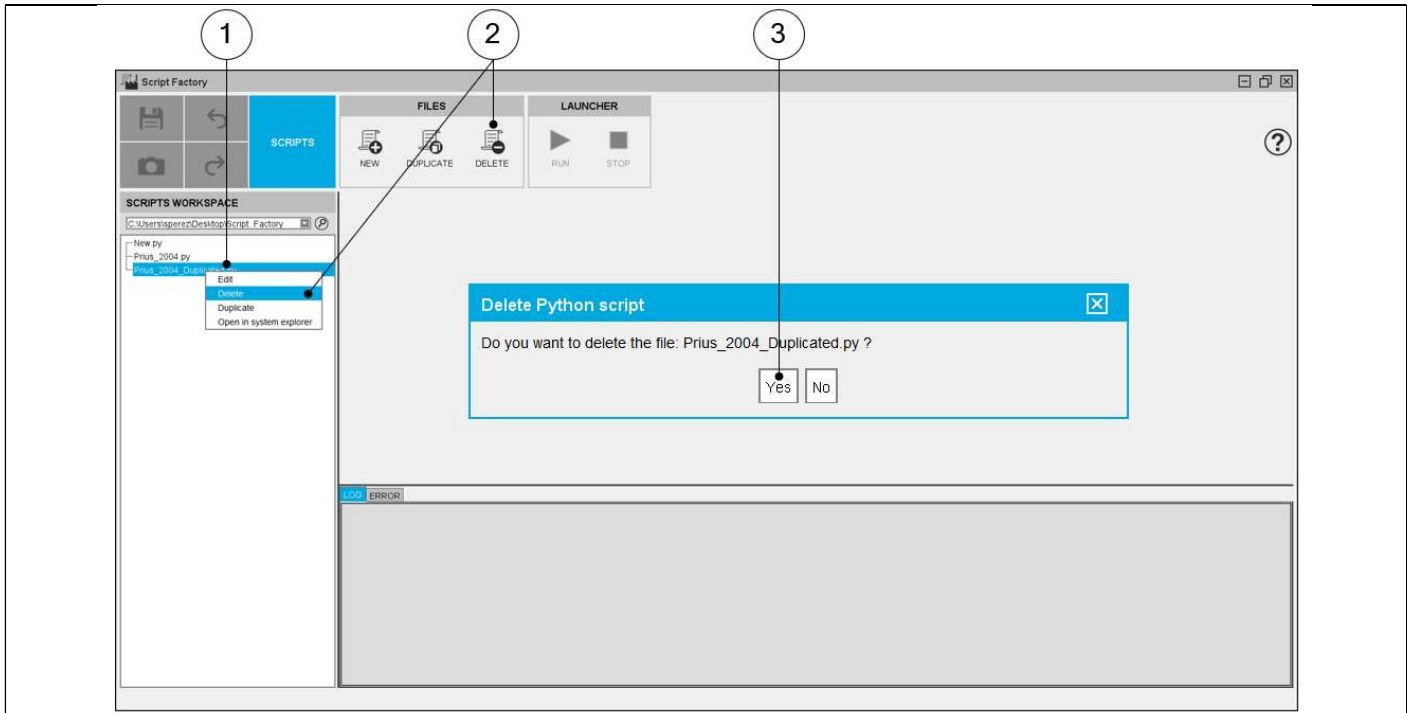 1
2
3
Script Factory
SCRIPTS
FILES
LAUNCHER
NEW
DUPLICATE
DELETE
RUN
STOP
?
SCRIPTS WORKSPACE
C:\Users\sperez\Desktop\Script_Factory
New.py
Prius_2004.py
Prius_2004_Duplicated.py
Edit
Delete
Duplicate
Open in system explorer
Delete Python script
Do you want to delete the file: Prius_2004_Duplicated.py ?
Yes
No
LOG
ERROR